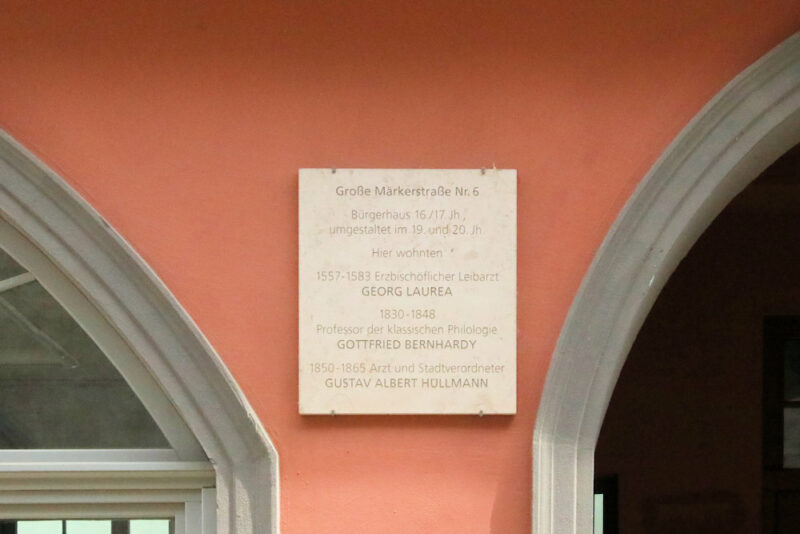 Große Märkerstraße Nr. 6
Bürgerhaus 16./17. Jh.,
umgestaltet im 19. und 20. Jh.
Hier wohnten
1557-1583 Erzbischöflicher Leibarzt
GEORG LAUREA
1830-1848
Professor der klassischen Philologie
GOTTFRIED BERNHARDY
1850-1865 Arzt und Stadtverordneter
GUSTAV ALBERT HÜLLMANN